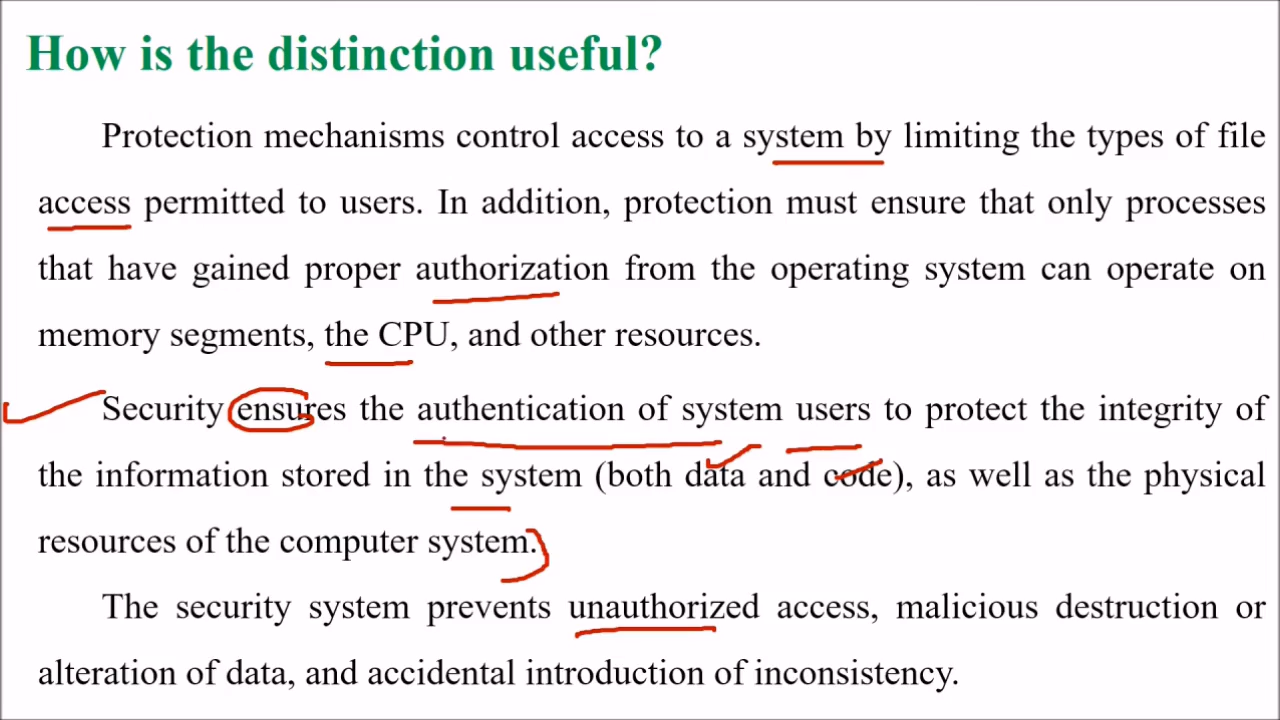 How is the distinction useful?
Protection mechanisms control access to a system by limiting the types of file
access permitted to users. In addition, protection must ensure that only processes
that have gained proper authorization from the operating system can operate on
memory segments, the CPU, and other resources.
Security ensures the authentication of system users to protect the integrity of
the information stored in the system (both data and code), as well as the physical
resources of the computer system.
The security system prevents unauthorized access, malicious destruction or
alteration of data, and accidental introduction of inconsistency.